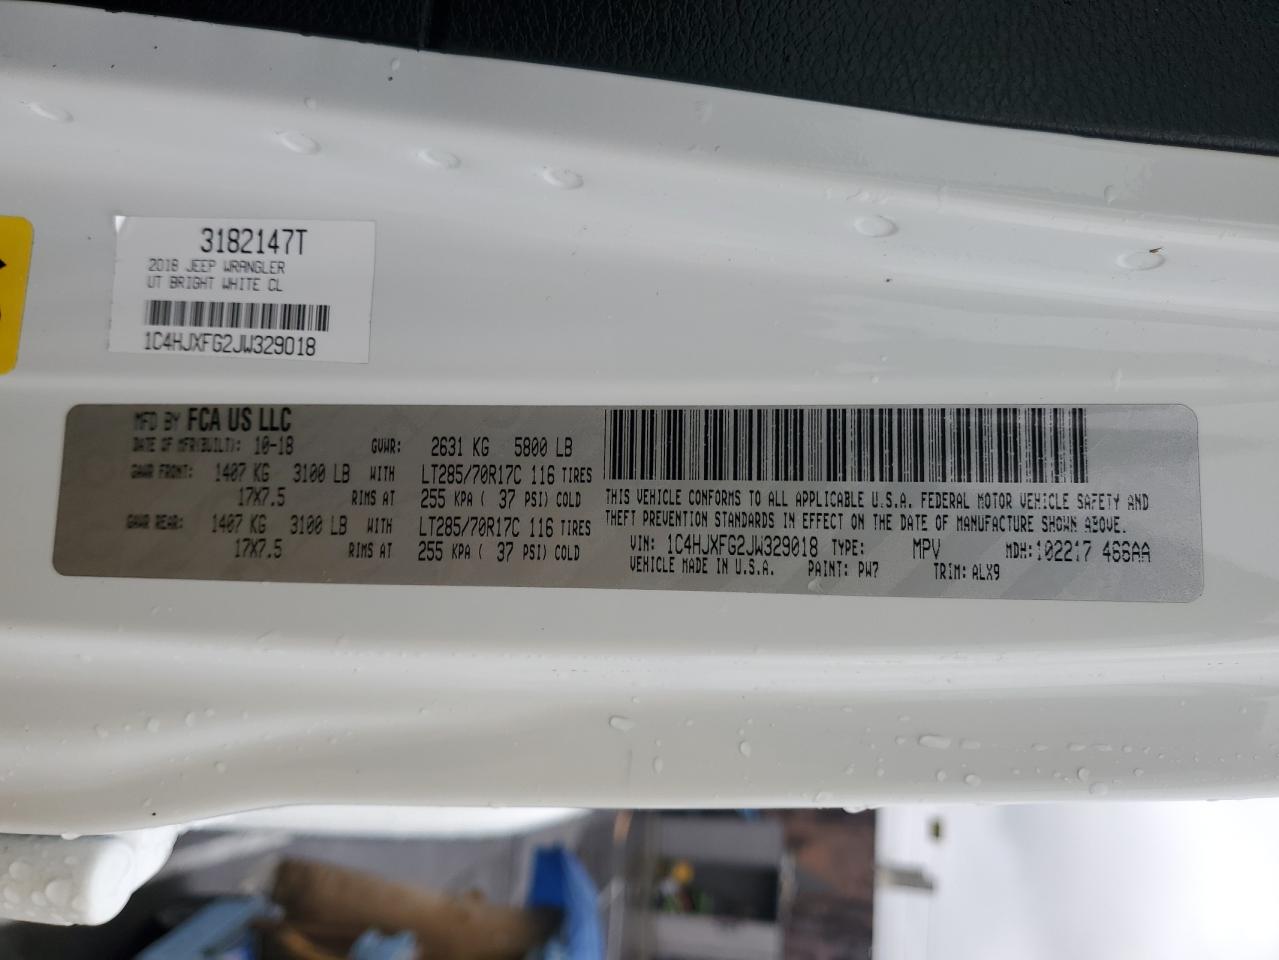 3182147T
2018 JEEP WRANGLER
UT BRIGHT WHITE CL
1C4HJXFG2JW329018
MFD BY FCA US LLC
DATE OF MFR(BUILT): 10-18 GVWR: 2631 KG 5800 LB
GAWR FRONT: 1407 KG 3100 LB WITH LT285/70R17C 116 TIRES
17X7.5 RIMS AT 255 KPA ( 37 PSI) COLD
GAWR REAR: 1407 KG 3100 LB WITH LT285/70R17C 116 TIRES
17X7.5 RIMS AT 255 KPA ( 37 PSI) COLD
THIS VEHICLE CONFORMS TO ALL APPLICABLE U.S.A. FEDERAL MOTOR VEHICLE SAFETY AND
THEFT PREVENTION STANDARDS IN EFFECT ON THE DATE OF MANUFACTURE SHOWN ABOVE.
VIN: 1C4HJXFG2JW329018 TYPE: MPV MDH: 102217 466AA
VEHICLE MADE IN U.S.A. PAINT: PW7 TRIM: ALX9